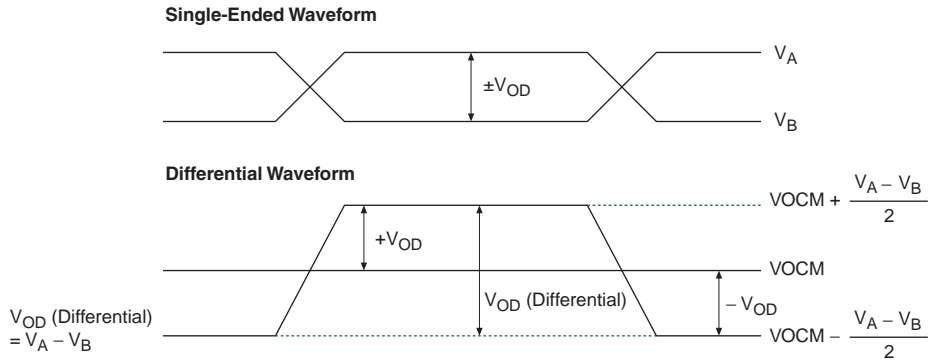 Single-Ended Waveform
V_A
±V_OD
V_B
Differential Waveform
VOCM + (V_A – V_B)/2
+V_OD
VOCM
V_OD (Differential)
– V_OD
V_OD (Differential)
= V_A – V_B
VOCM – (V_A – V_B)/2